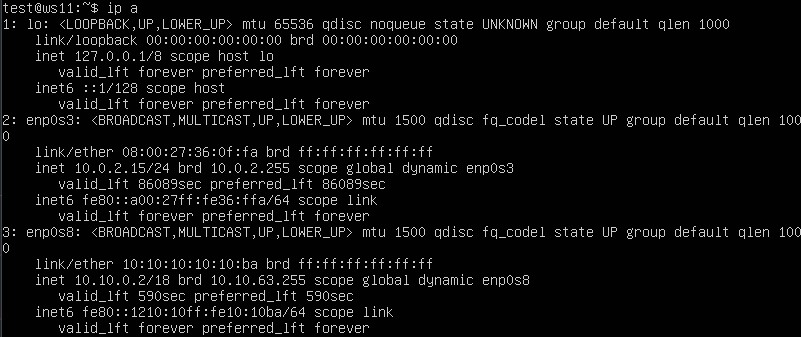 test@ws11:~$ ip a
1: lo: <LOOPBACK,UP,LOWER_UP> mtu 65536 qdisc noqueue state UNKNOWN group default qlen 1000
    link/loopback 00:00:00:00:00:00 brd 00:00:00:00:00:00
    inet 127.0.0.1/8 scope host lo
       valid_lft forever preferred_lft forever
    inet6 ::1/128 scope host
       valid_lft forever preferred_lft forever
2: enp0s3: <BROADCAST,MULTICAST,UP,LOWER_UP> mtu 1500 qdisc fq_codel state UP group default qlen 100
0
    link/ether 08:00:27:36:0f:fa brd ff:ff:ff:ff:ff:ff
    inet 10.0.2.15/24 brd 10.0.2.255 scope global dynamic enp0s3
       valid_lft 86089sec preferred_lft 86089sec
    inet6 fe80::a00:27ff:fe36:ffa/64 scope link
       valid_lft forever preferred_lft forever
3: enp0s8: <BROADCAST,MULTICAST,UP,LOWER_UP> mtu 1500 qdisc fq_codel state UP group default qlen 100
0
    link/ether 10:10:10:10:10:ba brd ff:ff:ff:ff:ff:ff
    inet 10.10.0.2/18 brd 10.10.63.255 scope global dynamic enp0s8
       valid_lft 590sec preferred_lft 590sec
    inet6 fe80::1210:10ff:fe10:10ba/64 scope link
       valid_lft forever preferred_lft forever